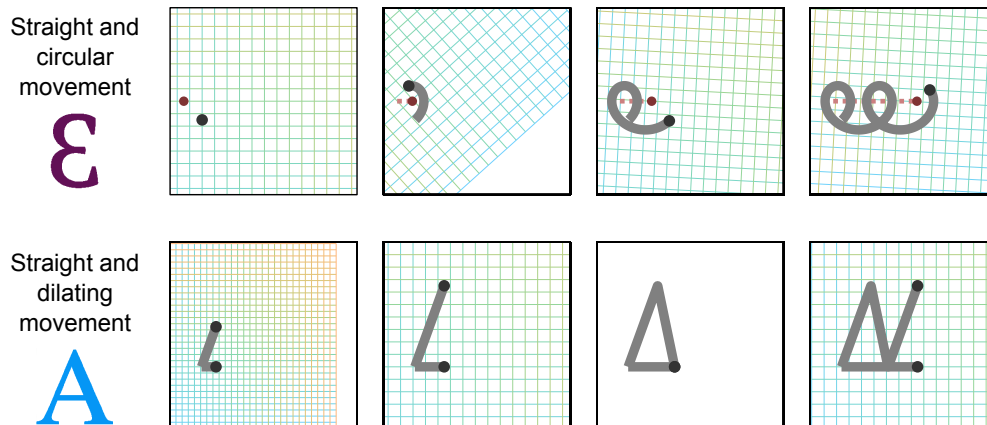 Straight and
circular
movement
Ɛ
Straight and
dilating
movement
A